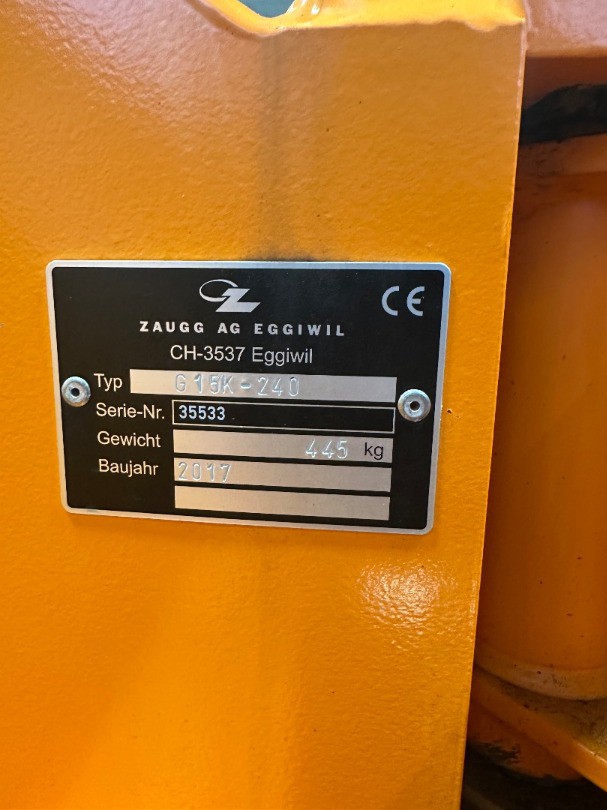 CE
ZAUGG AG EGGIWIL
CH-3537 Eggiwil
Typ G15K-240
Serie-Nr. 35533
Gewicht 445 kg
Baujahr 2017